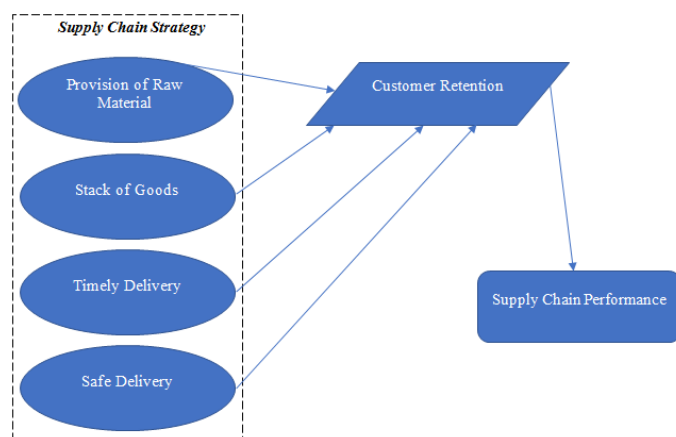 Supply Chain Strategy
Provision of Raw
Material
Customer Retention
Stack of Goods
Timely Delivery
Supply Chain Performance
Safe Delivery